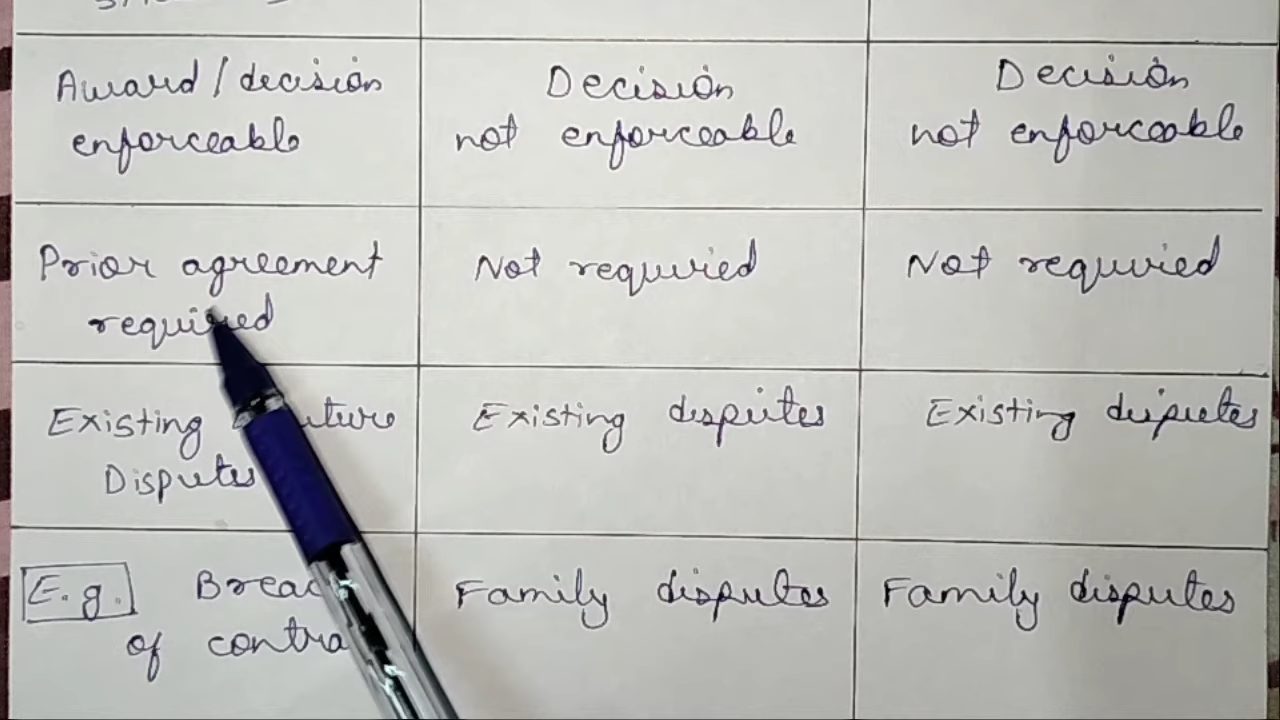 Award / decision
enforceable
Decision
not enforceable
Decision
not enforceable
Prior agreement
required
Not required
Not required
Existing
Disputes
Existing disputes
Existing disputes
E.g.
of
Family disputes
Family disputes